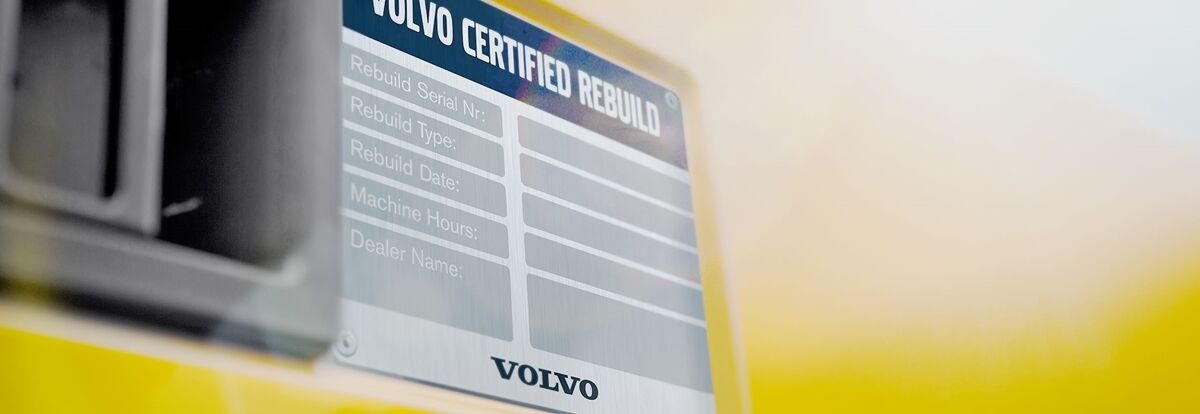 VOLVO CERTIFIED REBUILD
Rebuild Serial Nr:
Rebuild Type:
Rebuild Date:
Machine Hours:
Dealer Name:
VOLVO